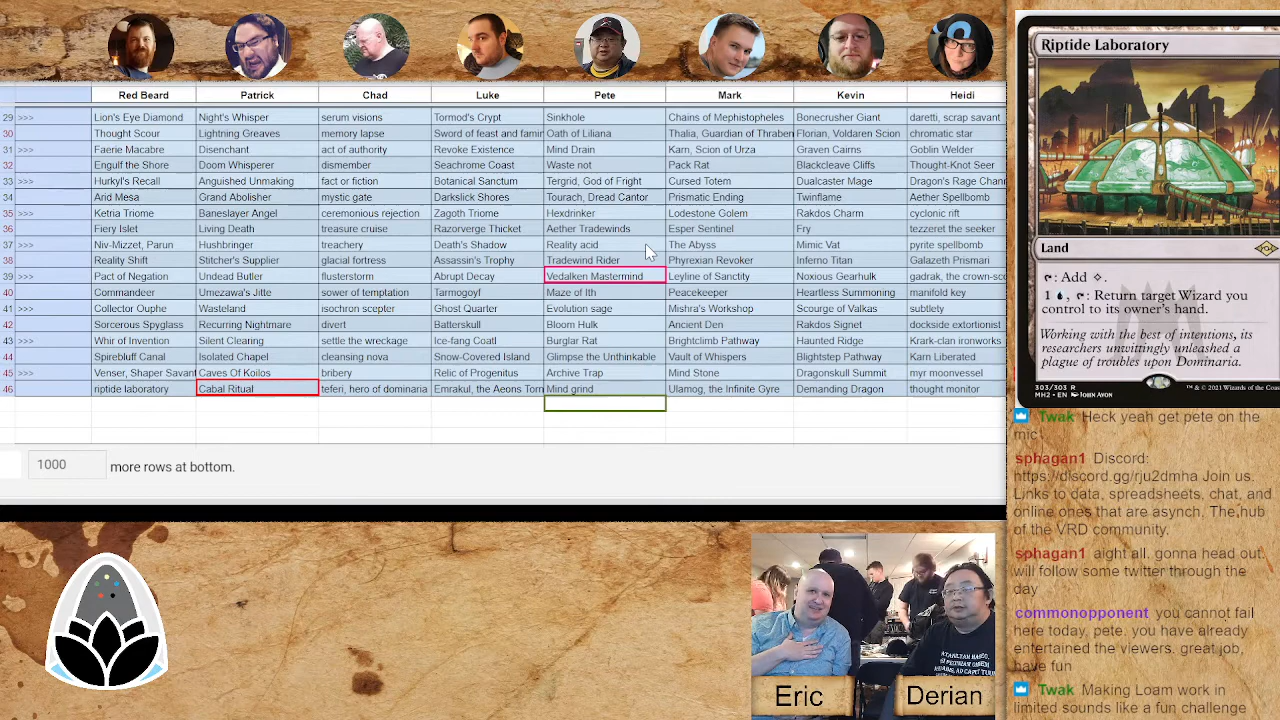 Red Beard Patrick Chad Luke Pete Mark Kevin Heidi
29 >>> Lion's Eye Diamond Night's Whisper serum visions Tormod's Crypt Sinkhole Chains of Mephistopheles Bonecrusher Giant daretti, scrap savant
30 Thought Scour Lightning Greaves memory lapse Sword of feast and famin Oath of Liliana Thalia, Guardian of Thraben Florian, Voldaren Scion chromatic star
31 >>> Faerie Macabre Disenchant act of authority Revoke Existence Mind Drain Karn, Scion of Urza Graven Cairns Goblin Welder
32 Engulf the Shore Doom Whisperer dismember Seachrome Coast Waste not Pack Rat Blackcleave Cliffs Thought-Knot Seer
33 >>> Hurkyl's Recall Anguished Unmaking fact or fiction Botanical Sanctum Tergrid, God of Fright Cursed Totem Dualcaster Mage Dragon's Rage Chan
34 Arid Mesa Grand Abolisher mystic gate Darkslick Shores Tourach, Dread Cantor Prismatic Ending Twinflame Aether Spellbomb
35 >>> Ketria Triome Baneslayer Angel ceremonious rejection Zagoth Triome Hexdrinker Lodestone Golem Rakdos Charm cyclonic rift
36 Fiery Islet Living Death treasure cruise Razorverge Thicket Aether Tradewinds Esper Sentinel Fry tezzeret the seeker
37 >>> Niv-Mizzet, Parun Hushbringer treachery Death's Shadow Reality acid The Abyss Mimic Vat pyrite spellbomb
38 Reality Shift Stitcher's Supplier glacial fortress Assassin's Trophy Tradewind Rider Phyrexian Revoker Inferno Titan Galazeth Prismari
39 >>> Pact of Negation Undead Butler flusterstorm Abrupt Decay Vedalken Mastermind Leyline of Sanctity Noxious Gearhulk gadrak, the crown-sc
40 Commandeer Umezawa's Jitte sower of temptation Tarmogoyf Maze of Ith Peacekeeper Heartless Summoning manifold key
41 >>> Collector Ouphe Wasteland isochron scepter Ghost Quarter Evolution sage Mishra's Workshop Scourge of Valkas subtlety
42 Sorcerous Spyglass Recurring Nightmare divert Batterskull Bloom Hulk Ancient Den Rakdos Signet dockside extortionist
43 >>> Whir of Invention Silent Clearing settle the wreckage Ice-fang Coatl Burglar Rat Brightclimb Pathway Haunted Ridge Krark-clan ironworks
44 Spirebluff Canal Isolated Chapel cleansing nova Snow-Covered Island Glimpse the Unthinkable Vault of Whispers Blightstep Pathway Karn Liberated
45 >>> Venser, Shaper Savant Caves Of Koilos bribery Relic of Progenitus Archive Trap Mind Stone Dragonskull Summit myr moonvessel
46 riptide laboratory Cabal Ritual teferi, hero of dominaria Emrakul, the Aeons Torn Mind grind Ulamog, the Infinite Gyre Demanding Dragon thought monitor
1000 more rows at bottom.
Riptide Laboratory
Land
: Add .
1 , : Return target Wizard you
control to its owner's hand.
Working with the best of intentions, its
researchers unwittingly unleashed a
plague of troubles upon Dominaria.
303/303 R
MH2 • EN JOHN AVON
™ & © 2021 Wizards of the Coas
Twak Heck yeah get pete on the
mic
sphagan1 Discord:
https://discord.gg/rju2dmha Join us.
Links to data, spreadsheets, chat, and
online ones that are asynch. The hub
of the VRD community.
sphagan1 aight all. gonna head out.
will follow some twitter through the
day
commonopponent you cannot fail
here today, pete. you have already
entertained the viewers. great job,
have fun
Twak Making Loam work in
limited sounds like a fun challenge
Eric
Derian